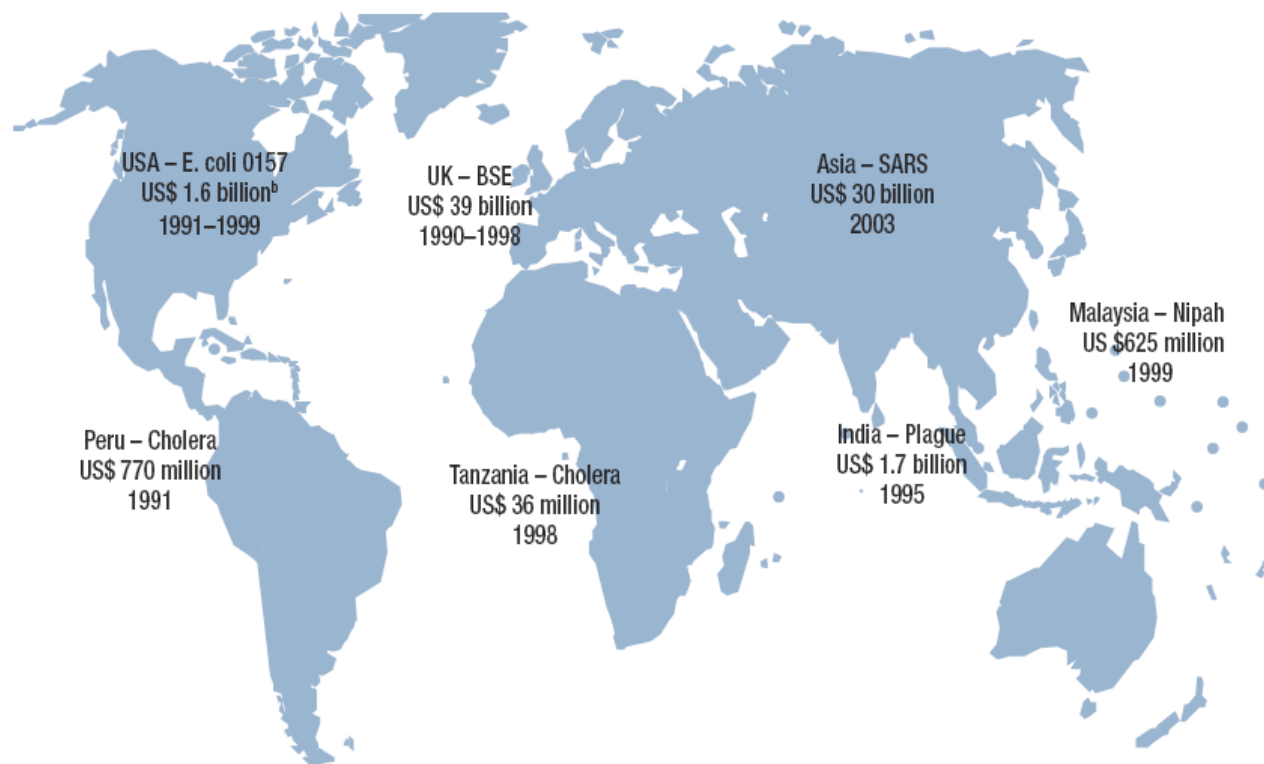 USA – E. coli 0157
US$ 1.6 billionᵇ
1991–1999
UK – BSE
US$ 39 billion
1990–1998
Asia – SARS
US$ 30 billion
2003
Malaysia – Nipah
US $625 million
1999
Peru – Cholera
US$ 770 million
1991
Tanzania – Cholera
US$ 36 million
1998
India – Plague
US$ 1.7 billion
1995